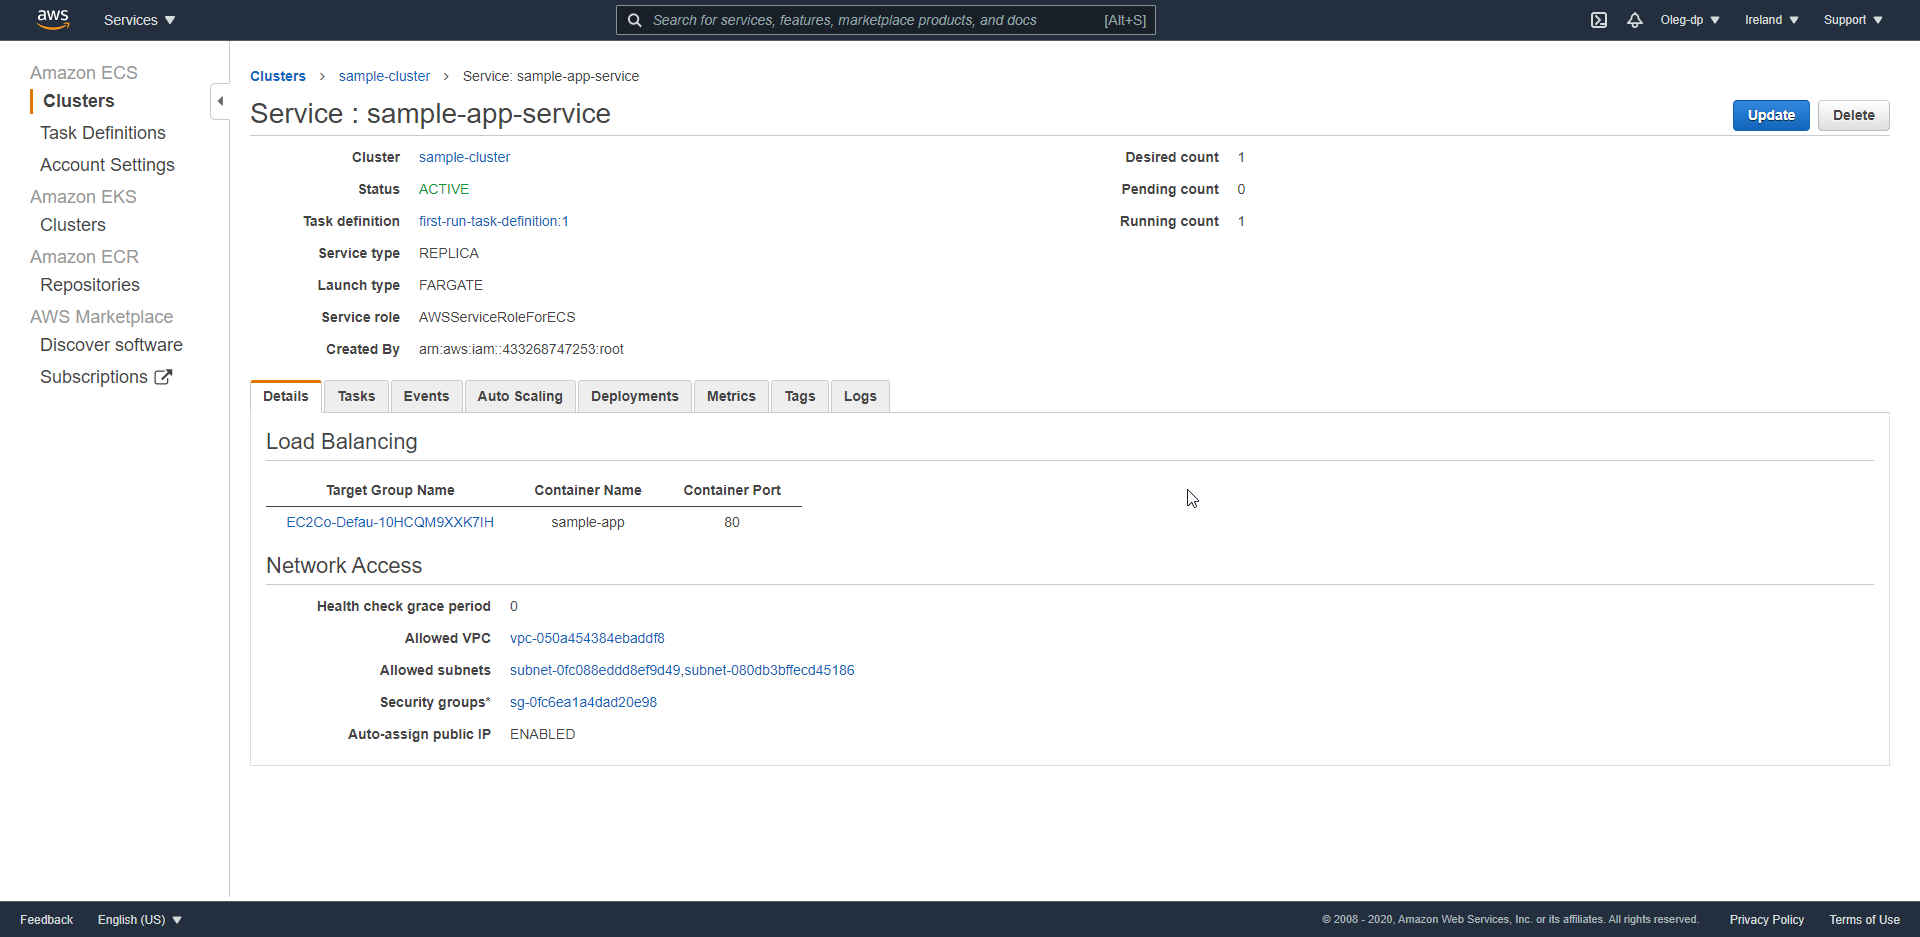 aws Services Search for services, features, marketplace products, and docs [Alt+S] Oleg-dp Ireland Support
Amazon ECS
Clusters
Task Definitions
Account Settings
Amazon EKS
Clusters
Amazon ECR
Repositories
AWS Marketplace
Discover software
Subscriptions
Clusters > sample-cluster > Service: sample-app-service
Service : sample-app-service
Update Delete
Cluster sample-cluster
Status ACTIVE
Task definition first-run-task-definition:1
Service type REPLICA
Launch type FARGATE
Service role AWSServiceRoleForECS
Created By arn:aws:iam::433268747253:root
Desired count 1
Pending count 0
Running count 1
Details Tasks Events Auto Scaling Deployments Metrics Tags Logs
Load Balancing
Target Group Name Container Name Container Port
EC2Co-Defau-10HCQM9XXK7IH sample-app 80
Network Access
Health check grace period 0
Allowed VPC vpc-050a454384ebaddf8
Allowed subnets subnet-0fc088eddd8ef9d49,subnet-080db3bffecd45186
Security groups* sg-0fc6ea1a4dad20e98
Auto-assign public IP ENABLED
Feedback English (US) © 2008 - 2020, Amazon Web Services, Inc. or its affiliates. All rights reserved. Privacy Policy Terms of Use